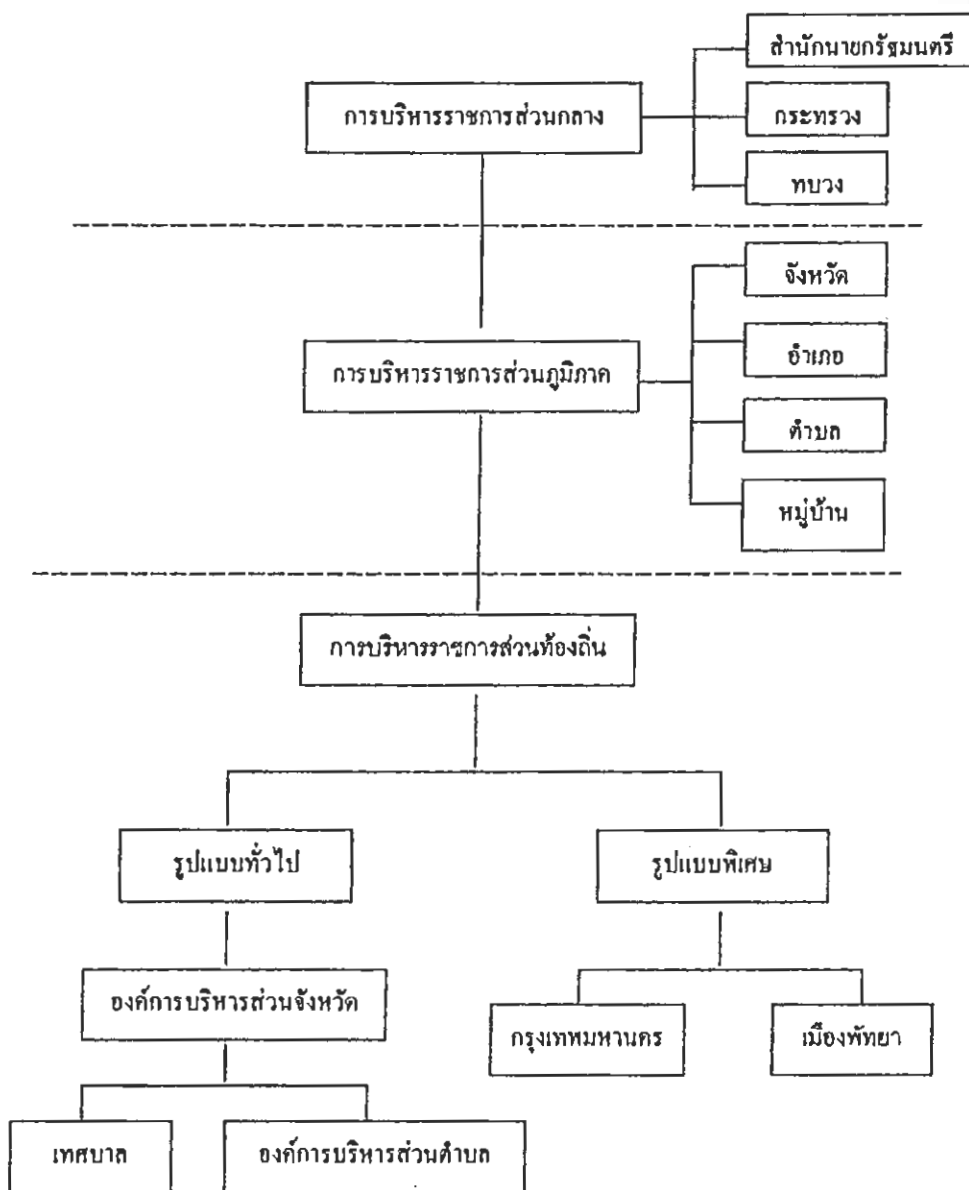 สำนักนายกรัฐมนตรี
การบริหารราชการส่วนกลาง
กระทรวง
ทบวง
จังหวัด
การบริหารราชการส่วนภูมิภาค
อำเภอ
ตำบล
หมู่บ้าน
การบริหารราชการส่วนท้องถิ่น
รูปแบบทั่วไป
รูปแบบพิเศษ
องค์การบริหารส่วนจังหวัด
กรุงเทพมหานคร
เมืองพัทยา
เทศบาล
องค์การบริหารส่วนตำบล